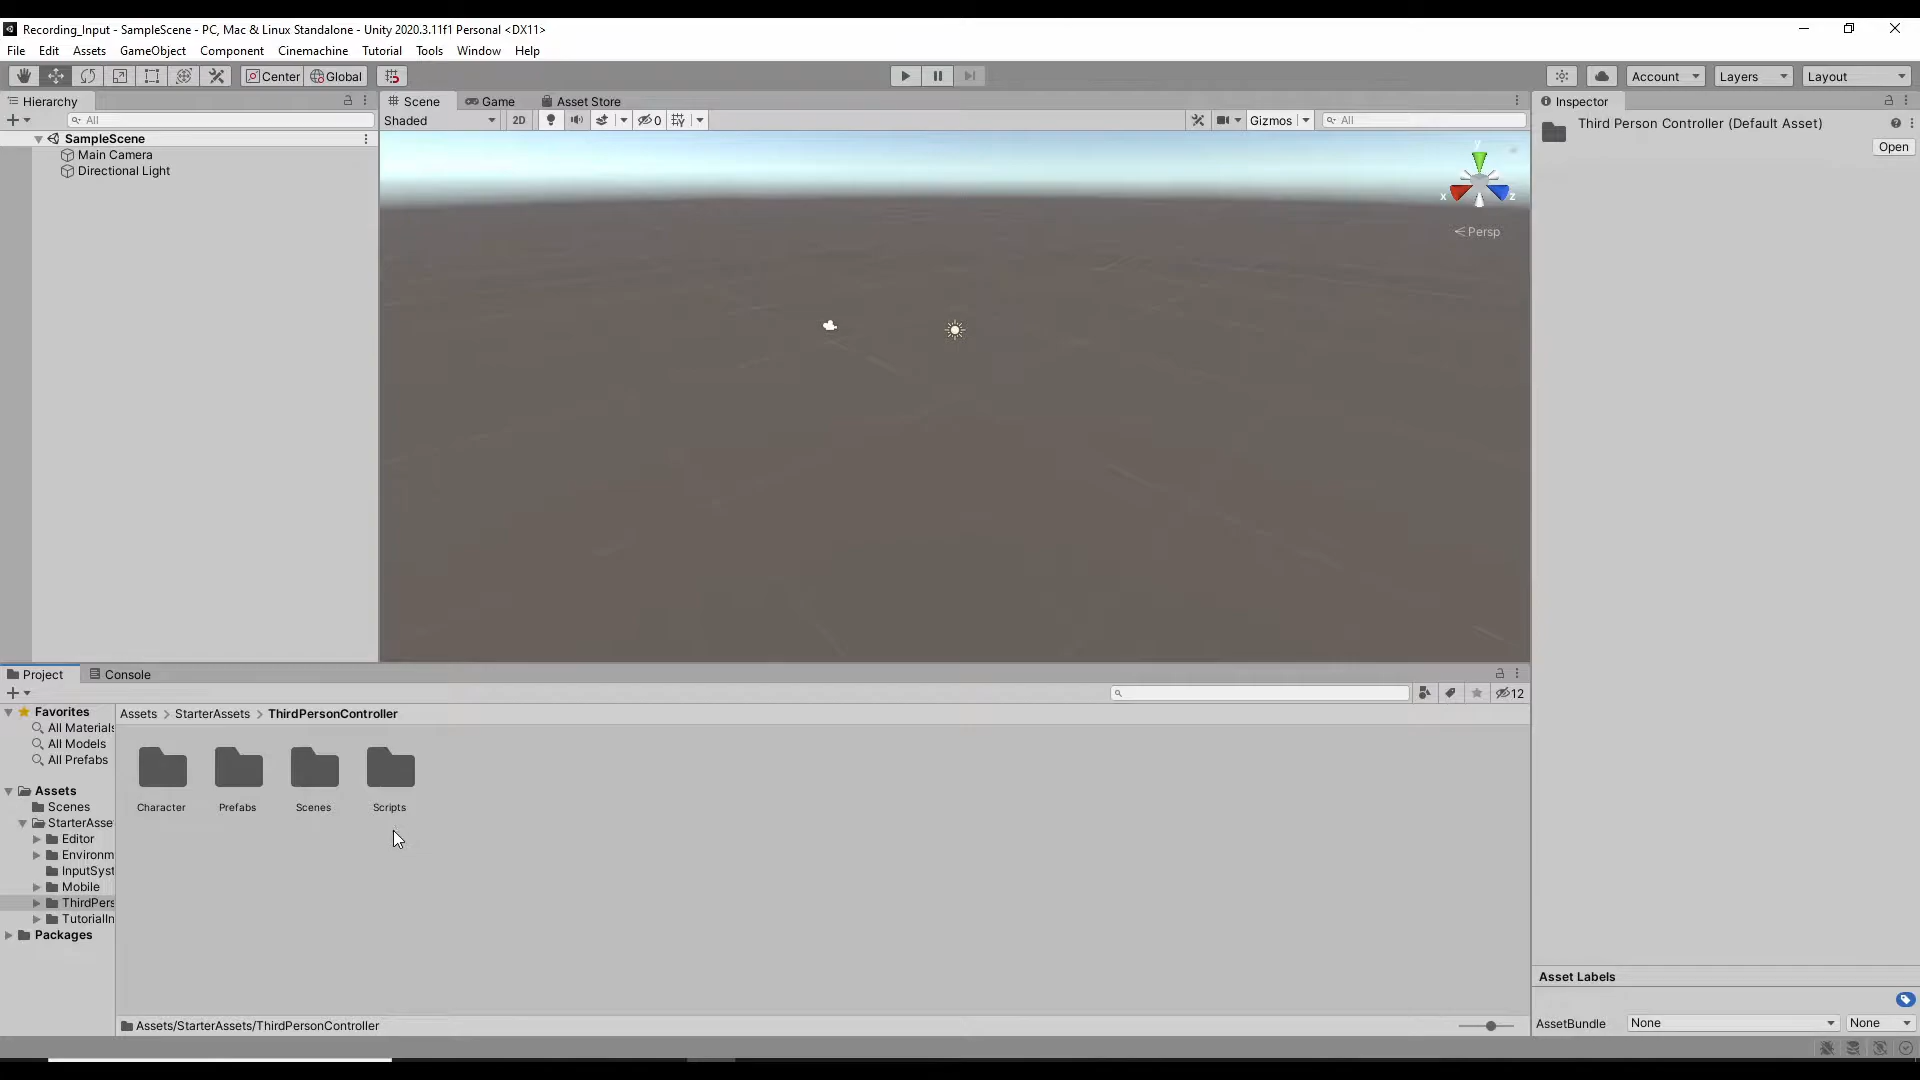 Recording_Input - SampleScene - PC, Mac & Linux Standalone - Unity 2020.3.11f1 Personal <DX11>
File Edit Assets GameObject Component Cinemachine Tutorial Tools Window Help
Center Global Account Layers Layout
Hierarchy
All
SampleScene
Main Camera
Directional Light
Scene Game Asset Store
Shaded 2D 0 Gizmos All
y
x z
Persp
Inspector
Third Person Controller (Default Asset)
Open
Project Console
12
Favorites
All Materials
All Models
All Prefabs
Assets
Scenes
StarterAsse
Editor
Environm
InputSyst
Mobile
ThirdPers
TutorialIn
Packages
Assets > StarterAssets > ThirdPersonController
Character Prefabs Scenes Scripts
Assets/StarterAssets/ThirdPersonController
Asset Labels
AssetBundle None None